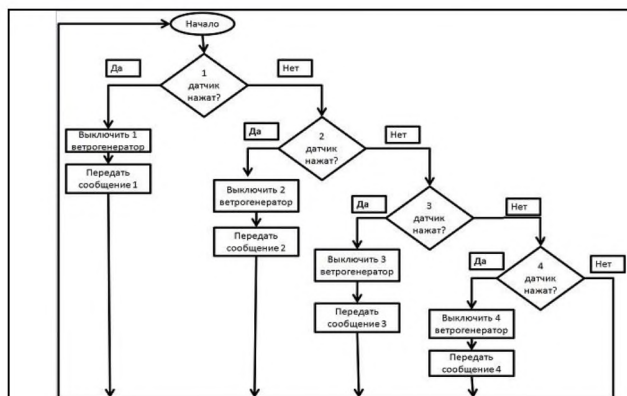 Начало
Да
1
датчик
нажат?
Нет
Выключить 1
ветрогенератор
Передать
сообщение 1
Да
2
датчик
нажат?
Нет
Выключить 2
ветрогенератор
Передать
сообщение 2
Да
3
датчик
нажат?
Нет
Выключить 3
ветрогенератор
Передать
сообщение 3
Да
4
датчик
нажат?
Нет
Выключить 4
ветрогенератор
Передать
сообщение 4